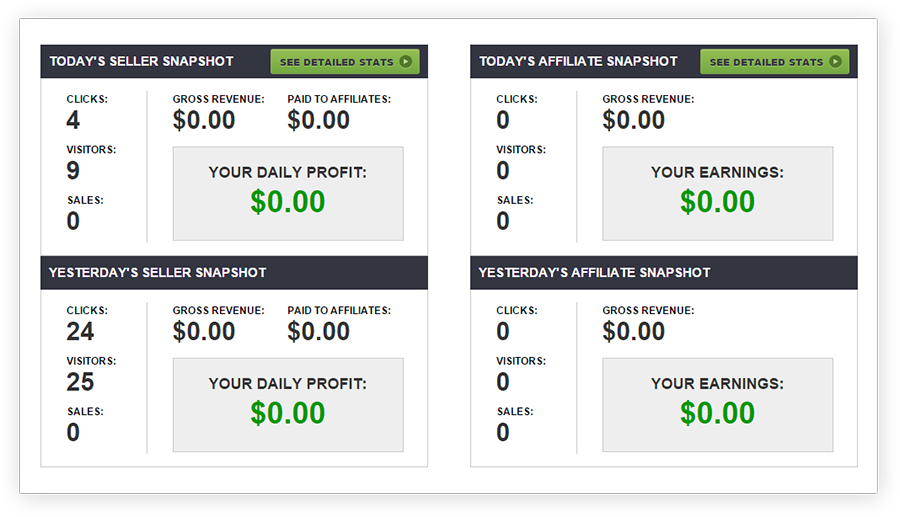 TODAY'S SELLER SNAPSHOT
SEE DETAILED STATS
CLICKS:
4
VISITORS:
9
SALES:
0
GROSS REVENUE:
$0.00
PAID TO AFFILIATES:
$0.00
YOUR DAILY PROFIT:
$0.00
YESTERDAY'S SELLER SNAPSHOT
CLICKS:
24
VISITORS:
25
SALES:
0
GROSS REVENUE:
$0.00
PAID TO AFFILIATES:
$0.00
YOUR DAILY PROFIT:
$0.00
TODAY'S AFFILIATE SNAPSHOT
SEE DETAILED STATS
CLICKS:
0
VISITORS:
0
SALES:
0
GROSS REVENUE:
$0.00
YOUR EARNINGS:
$0.00
YESTERDAY'S AFFILIATE SNAPSHOT
CLICKS:
0
VISITORS:
0
SALES:
0
GROSS REVENUE:
$0.00
YOUR EARNINGS:
$0.00